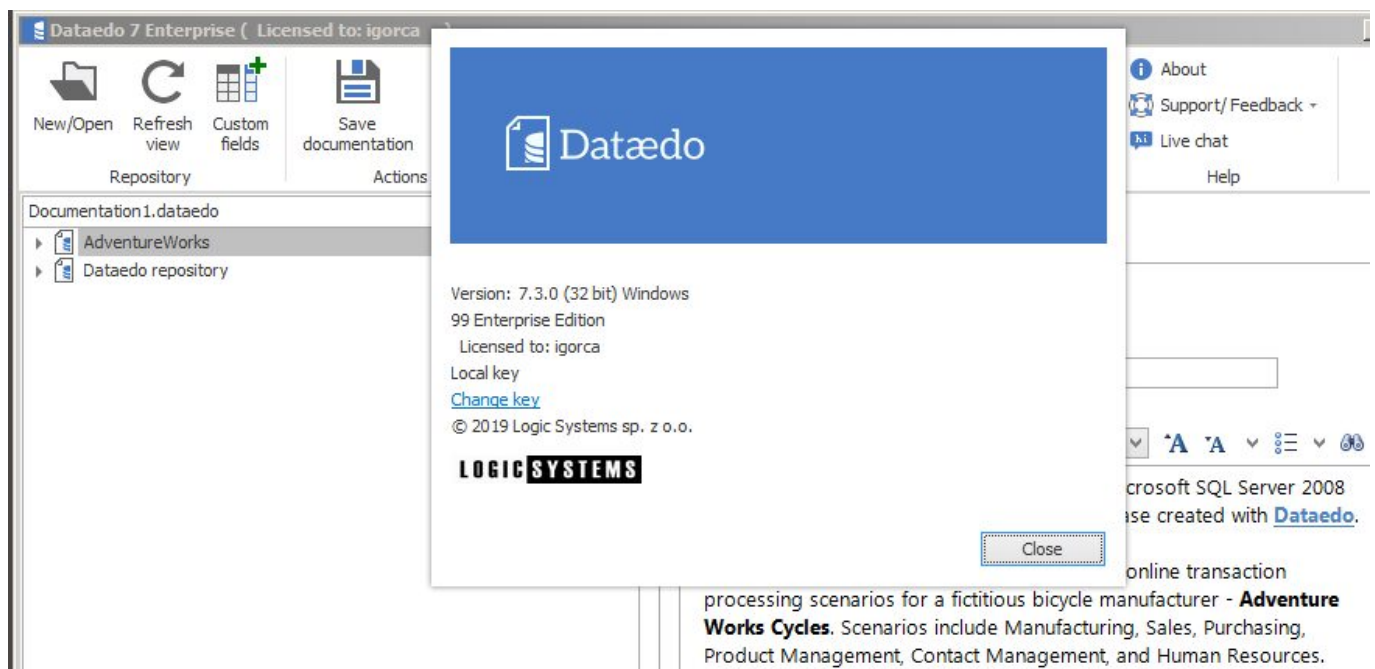 Dataedo 7 Enterprise ( Licensed to: igorca )
New/Open
Refresh view
Custom fields
Save documentation
Repository
Actions
About
Support/ Feedback
Live chat
Help
Documentation1.dataedo
AdventureWorks
Dataedo repository
Datædo
Version: 7.3.0 (32 bit) Windows
99 Enterprise Edition
Licensed to: igorca
Local key
Change key
© 2019 Logic Systems sp. z o.o.
LOGIC SYSTEMS
Close
crosoft SQL Server 2008
ase created with Dataedo.
online transaction
processing scenarios for a fictitious bicycle manufacturer - Adventure
Works Cycles. Scenarios include Manufacturing, Sales, Purchasing,
Product Management, Contact Management, and Human Resources.